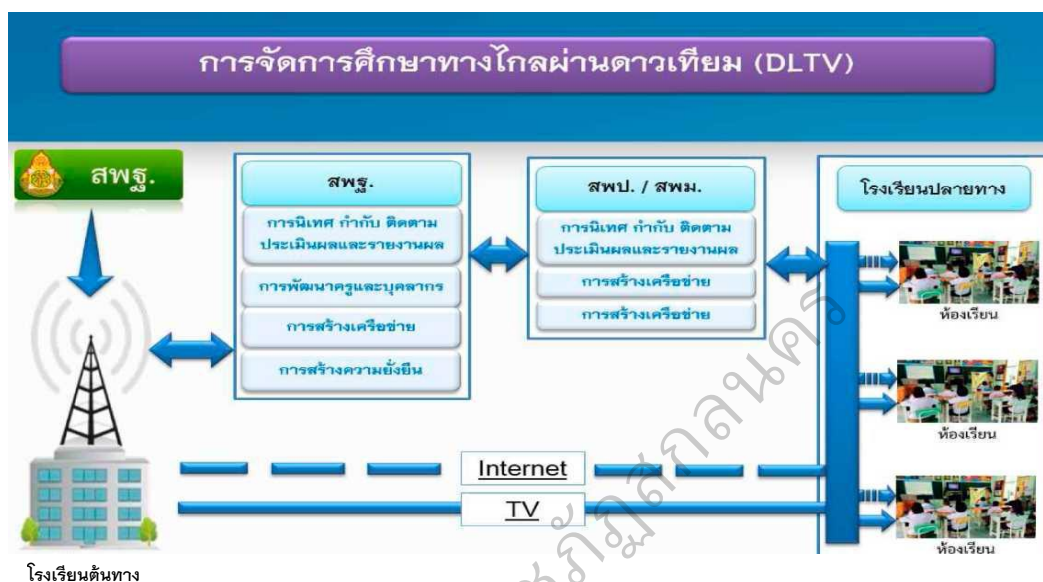 การจัดการศึกษาทางไกลผ่านดาวเทียม (DLTV)
สพฐ.
สพฐ.
การนิเทศ กำกับ ติดตาม
ประเมินผลและรายงานผล
การพัฒนาครูและบุคลากร
การสร้างเครือข่าย
การสร้างความยั่งยืน
สพป. / สพม.
การนิเทศ กำกับ ติดตาม
ประเมินผลและรายงานผล
การสร้างเครือข่าย
การสร้างเครือข่าย
โรงเรียนปลายทาง
ห้องเรียน
ห้องเรียน
ห้องเรียน
Internet
TV
โรงเรียนต้นทาง